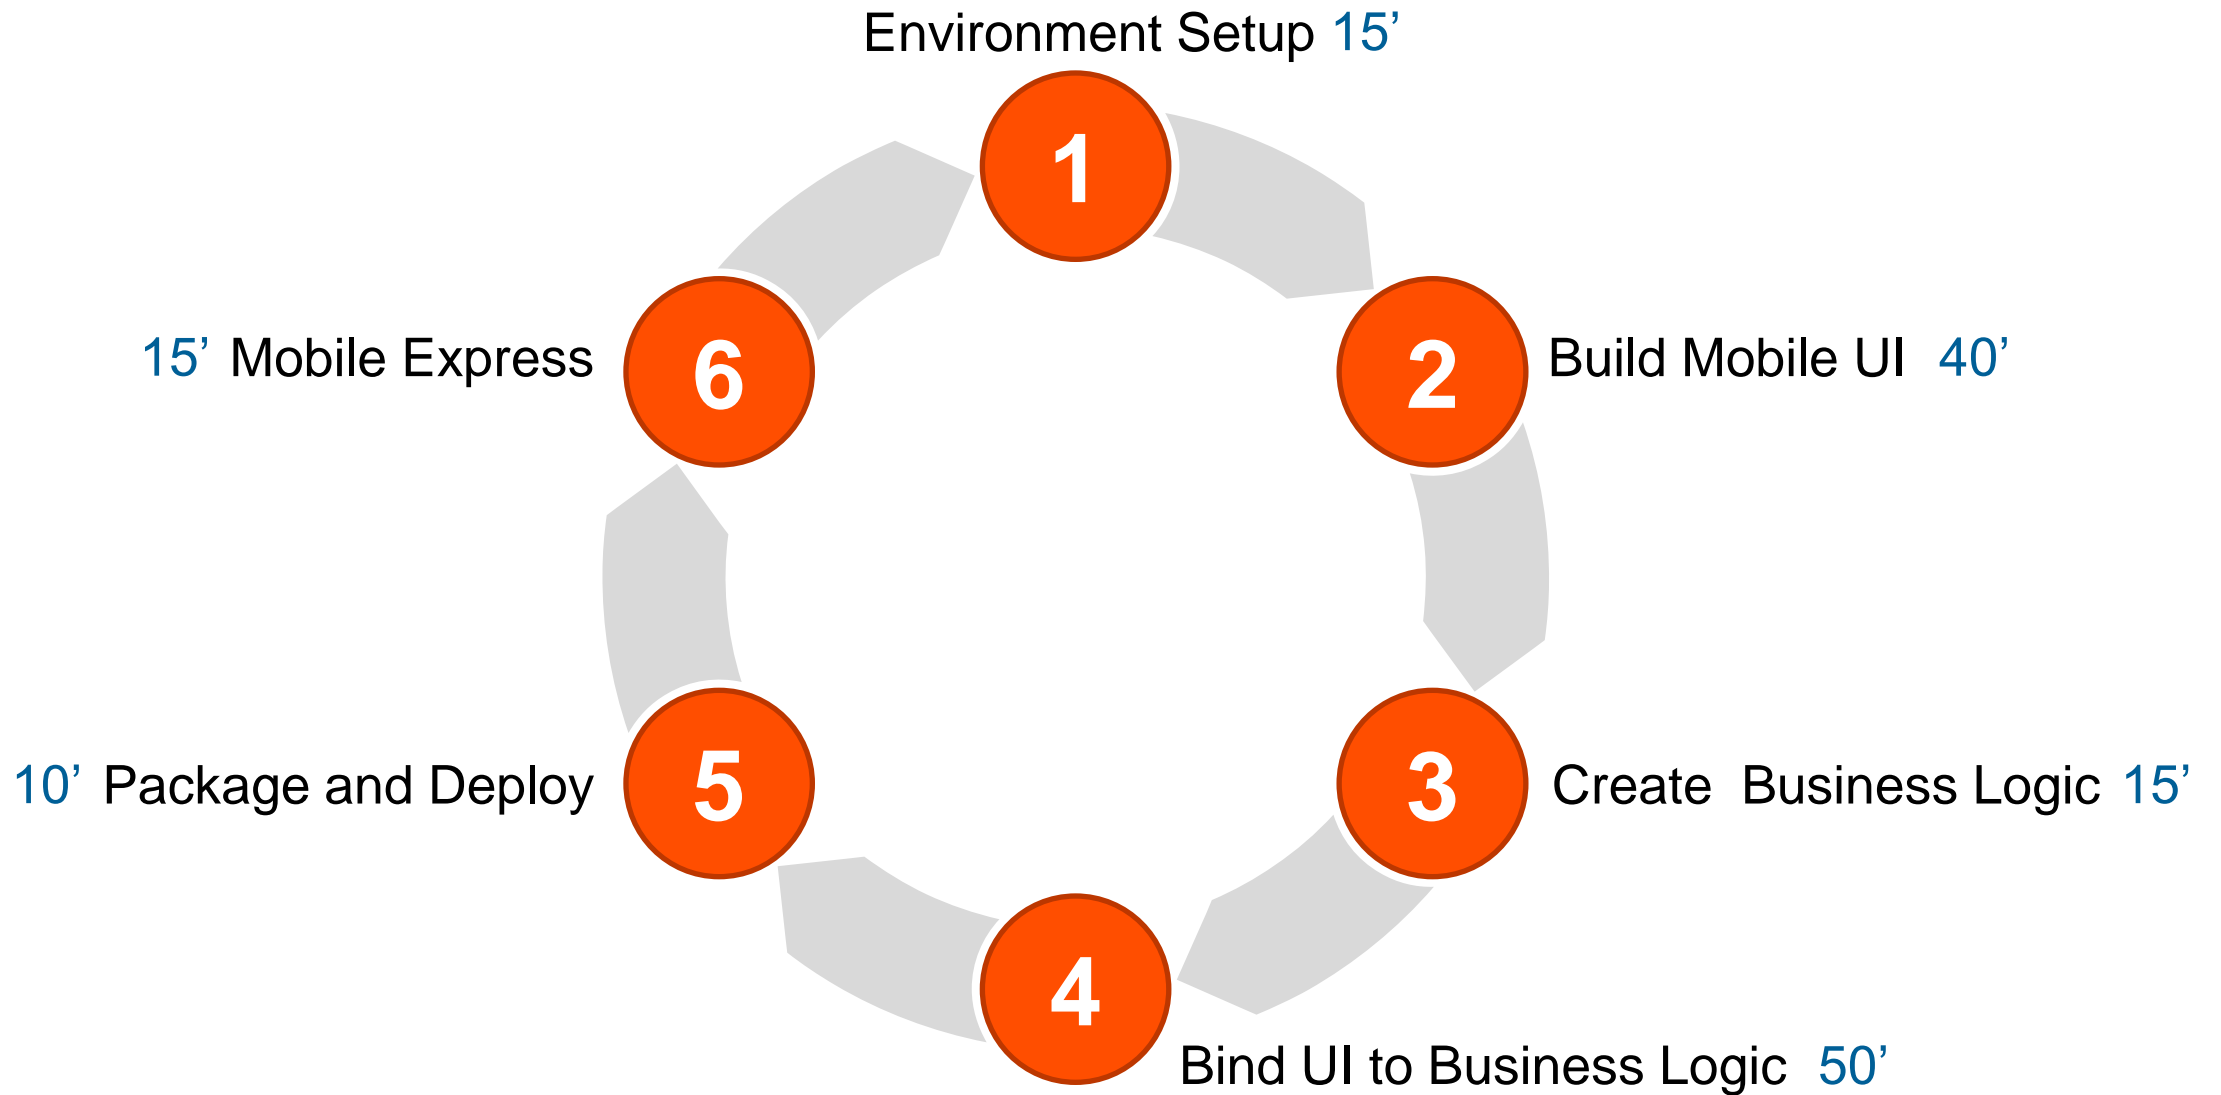 Environment Setup 15’
1
2
Build Mobile UI 40’
3
Create Business Logic 15’
4
Bind UI to Business Logic 50’
5
10’ Package and Deploy
6
15’ Mobile Express